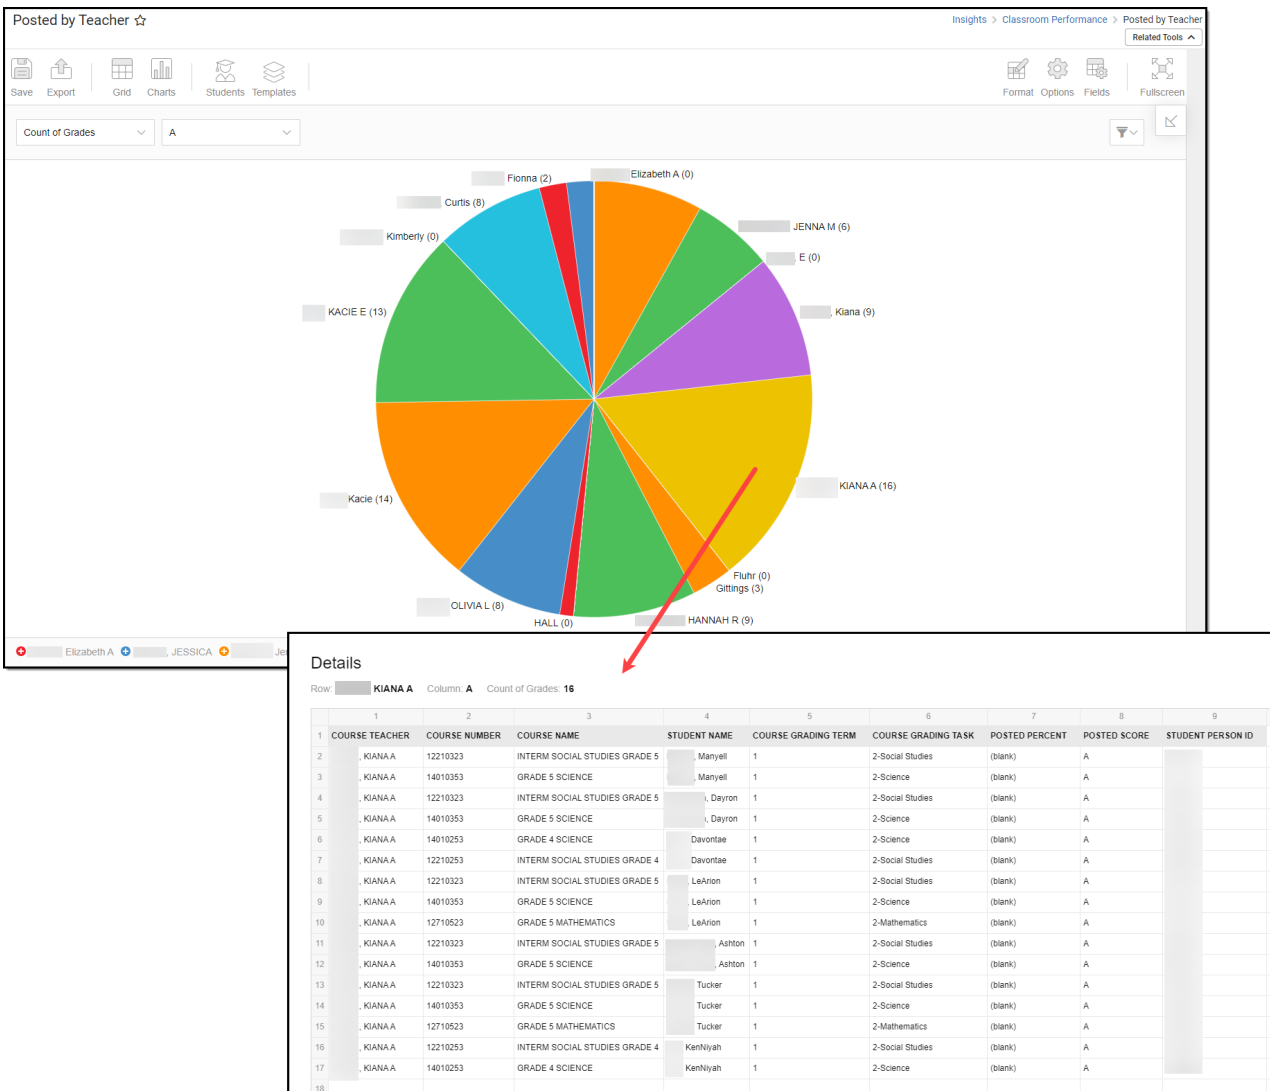 Posted by Teacher
Insights > Classroom Performance > Posted by Teacher
Related Tools
Save Export Grid Charts Students Templates Format Options Fields Fullscreen
Count of Grades A
Fionna (2)
Elizabeth A (0)
Curtis (8)
JENNA M (6)
Kimberly (0)
, E (0)
KACIE E (13)
, Kiana (9)
KIANA A (16)
Kacie (14)
Fluhr (0)
Gittings (3)
OLIVIA L (8)
HALL (0)
HANNAH R (9)
Elizabeth A , JESSICA Je
Details
Row: KIANA A Column: A Count of Grades: 16
1 2 3 4 5 6 7 8 9
1 COURSE TEACHER COURSE NUMBER COURSE NAME STUDENT NAME COURSE GRADING TERM COURSE GRADING TASK POSTED PERCENT POSTED SCORE STUDENT PERSON ID
2 , KIANA A 12210323 INTERM SOCIAL STUDIES GRADE 5 , Manyell 1 2-Social Studies (blank) A
3 , KIANA A 14010353 GRADE 5 SCIENCE , Manyell 1 2-Science (blank) A
4 , KIANA A 12210323 INTERM SOCIAL STUDIES GRADE 5 , Dayron 1 2-Social Studies (blank) A
5 , KIANA A 14010353 GRADE 5 SCIENCE , Dayron 1 2-Science (blank) A
6 , KIANA A 14010253 GRADE 4 SCIENCE Davontae 1 2-Science (blank) A
7 , KIANA A 12210253 INTERM SOCIAL STUDIES GRADE 4 Davontae 1 2-Social Studies (blank) A
8 , KIANA A 12210323 INTERM SOCIAL STUDIES GRADE 5 , LeArion 1 2-Social Studies (blank) A
9 , KIANA A 14010353 GRADE 5 SCIENCE , LeArion 1 2-Science (blank) A
10 , KIANA A 12710523 GRADE 5 MATHEMATICS , LeArion 1 2-Mathematics (blank) A
11 , KIANA A 12210323 INTERM SOCIAL STUDIES GRADE 5 , Ashton 1 2-Social Studies (blank) A
12 , KIANA A 14010353 GRADE 5 SCIENCE , Ashton 1 2-Science (blank) A
13 , KIANA A 12210323 INTERM SOCIAL STUDIES GRADE 5 Tucker 1 2-Social Studies (blank) A
14 , KIANA A 14010353 GRADE 5 SCIENCE Tucker 1 2-Science (blank) A
15 , KIANA A 12710523 GRADE 5 MATHEMATICS Tucker 1 2-Mathematics (blank) A
16 , KIANA A 12210253 INTERM SOCIAL STUDIES GRADE 4 KenNiyah 1 2-Social Studies (blank) A
17 , KIANA A 14010253 GRADE 4 SCIENCE KenNiyah 1 2-Science (blank) A
18